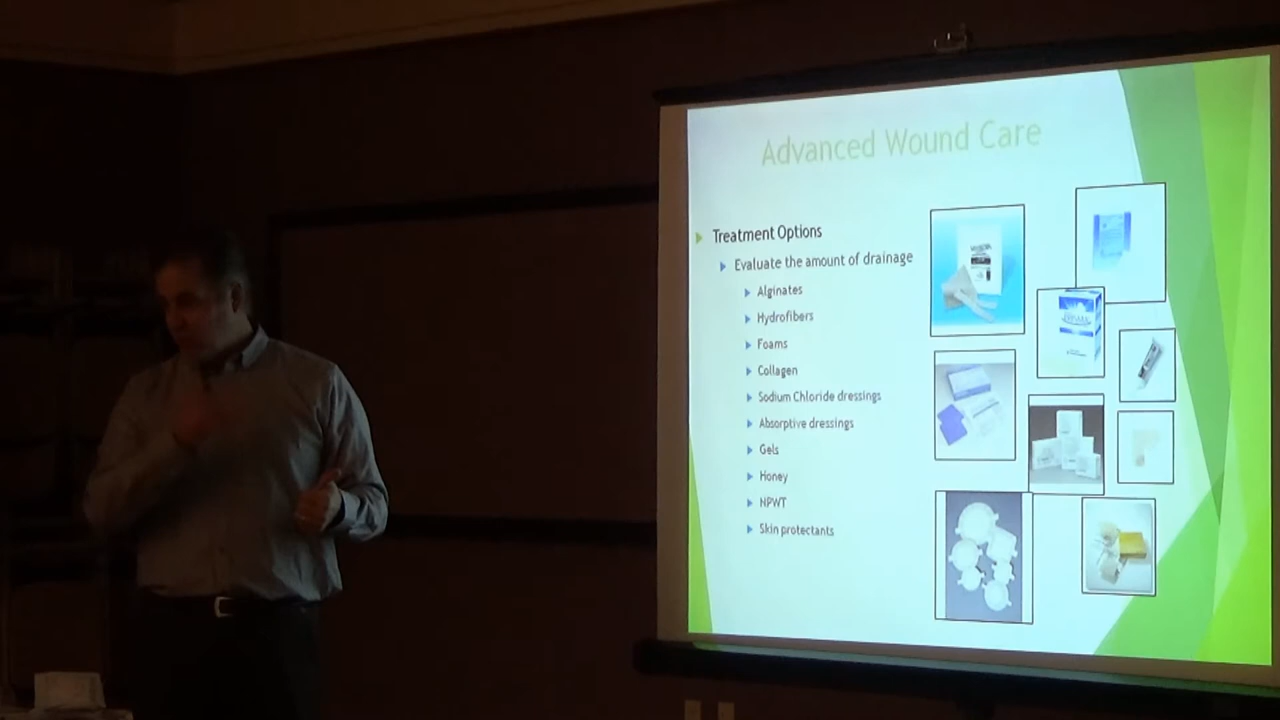 Advanced Wound Care
Treatment Options
Evaluate the amount of drainage
Alginates
Hydrofibers
Foams
Collagen
Sodium Chloride dressings
Absorptive dressings
Gels
Honey
NPWT
Skin protectants